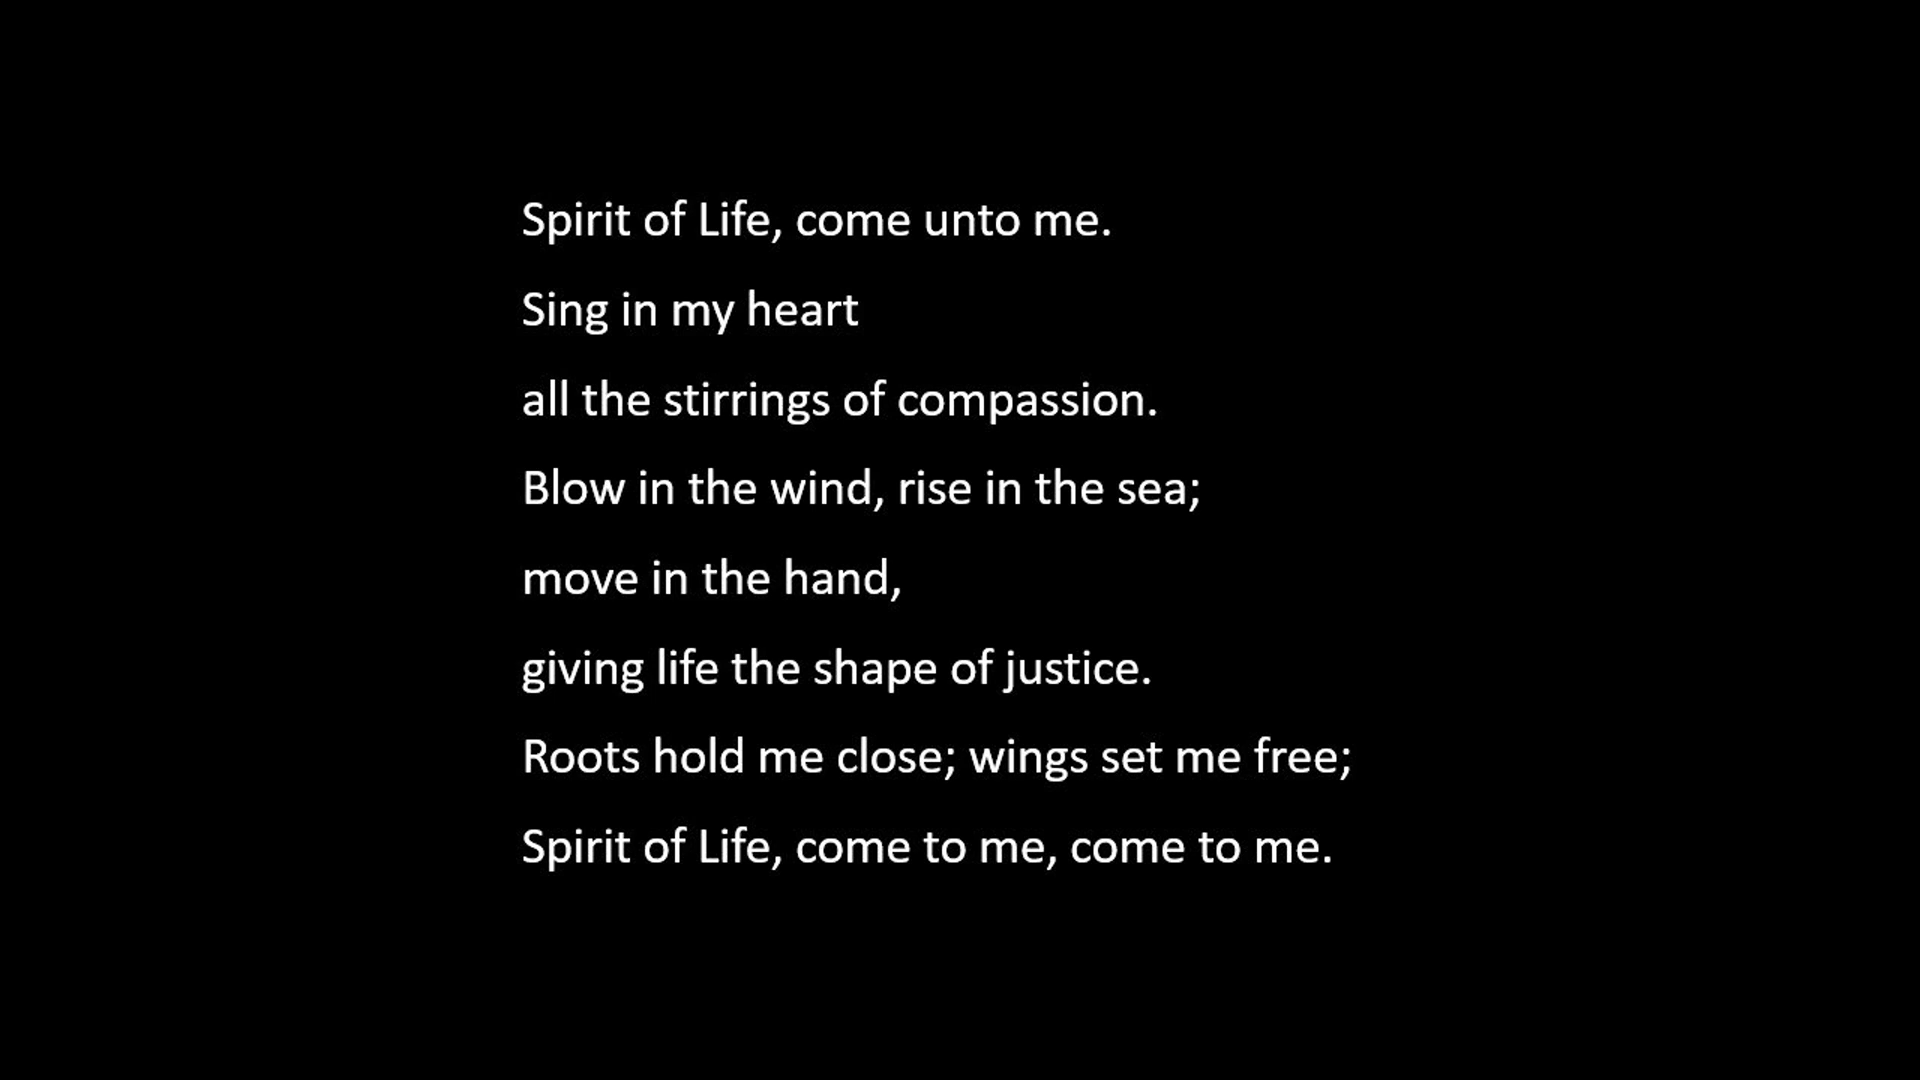 Spirit of Life, come unto me.
Sing in my heart
all the stirrings of compassion.
Blow in the wind, rise in the sea;
move in the hand,
giving life the shape of justice.
Roots hold me close; wings set me free;
Spirit of Life, come to me, come to me.